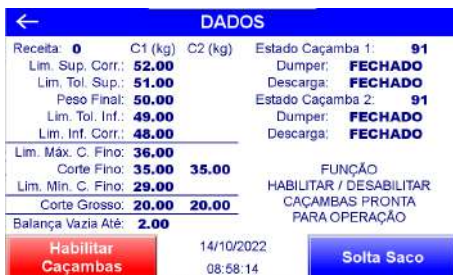 DADOS
Receita: 0 C1 (kg) C2 (kg) Estado Caçamba 1: 91
Lim. Sup. Corr.: 52.00 Dumper: FECHADO
Lim. Tol. Sup.: 51.00 Descarga: FECHADO
Peso Final: 50.00 Estado Caçamba 2: 91
Lim. Tol. Inf.: 49.00 Dumper: FECHADO
Lim. Inf. Corr.: 48.00 Descarga: FECHADO
Lim. Máx. C. Fino: 36.00
Corte Fino: 35.00 35.00 FUNÇÃO
Lim. Mín. C. Fino: 29.00 HABILITAR / DESABILITAR
Corte Grosso: 20.00 20.00 CAÇAMBAS PRONTA
Balança Vazia Até: 2.00 PARA OPERAÇÃO
Habilitar
Caçambas
14/10/2022
08:58:14
Solta Saco